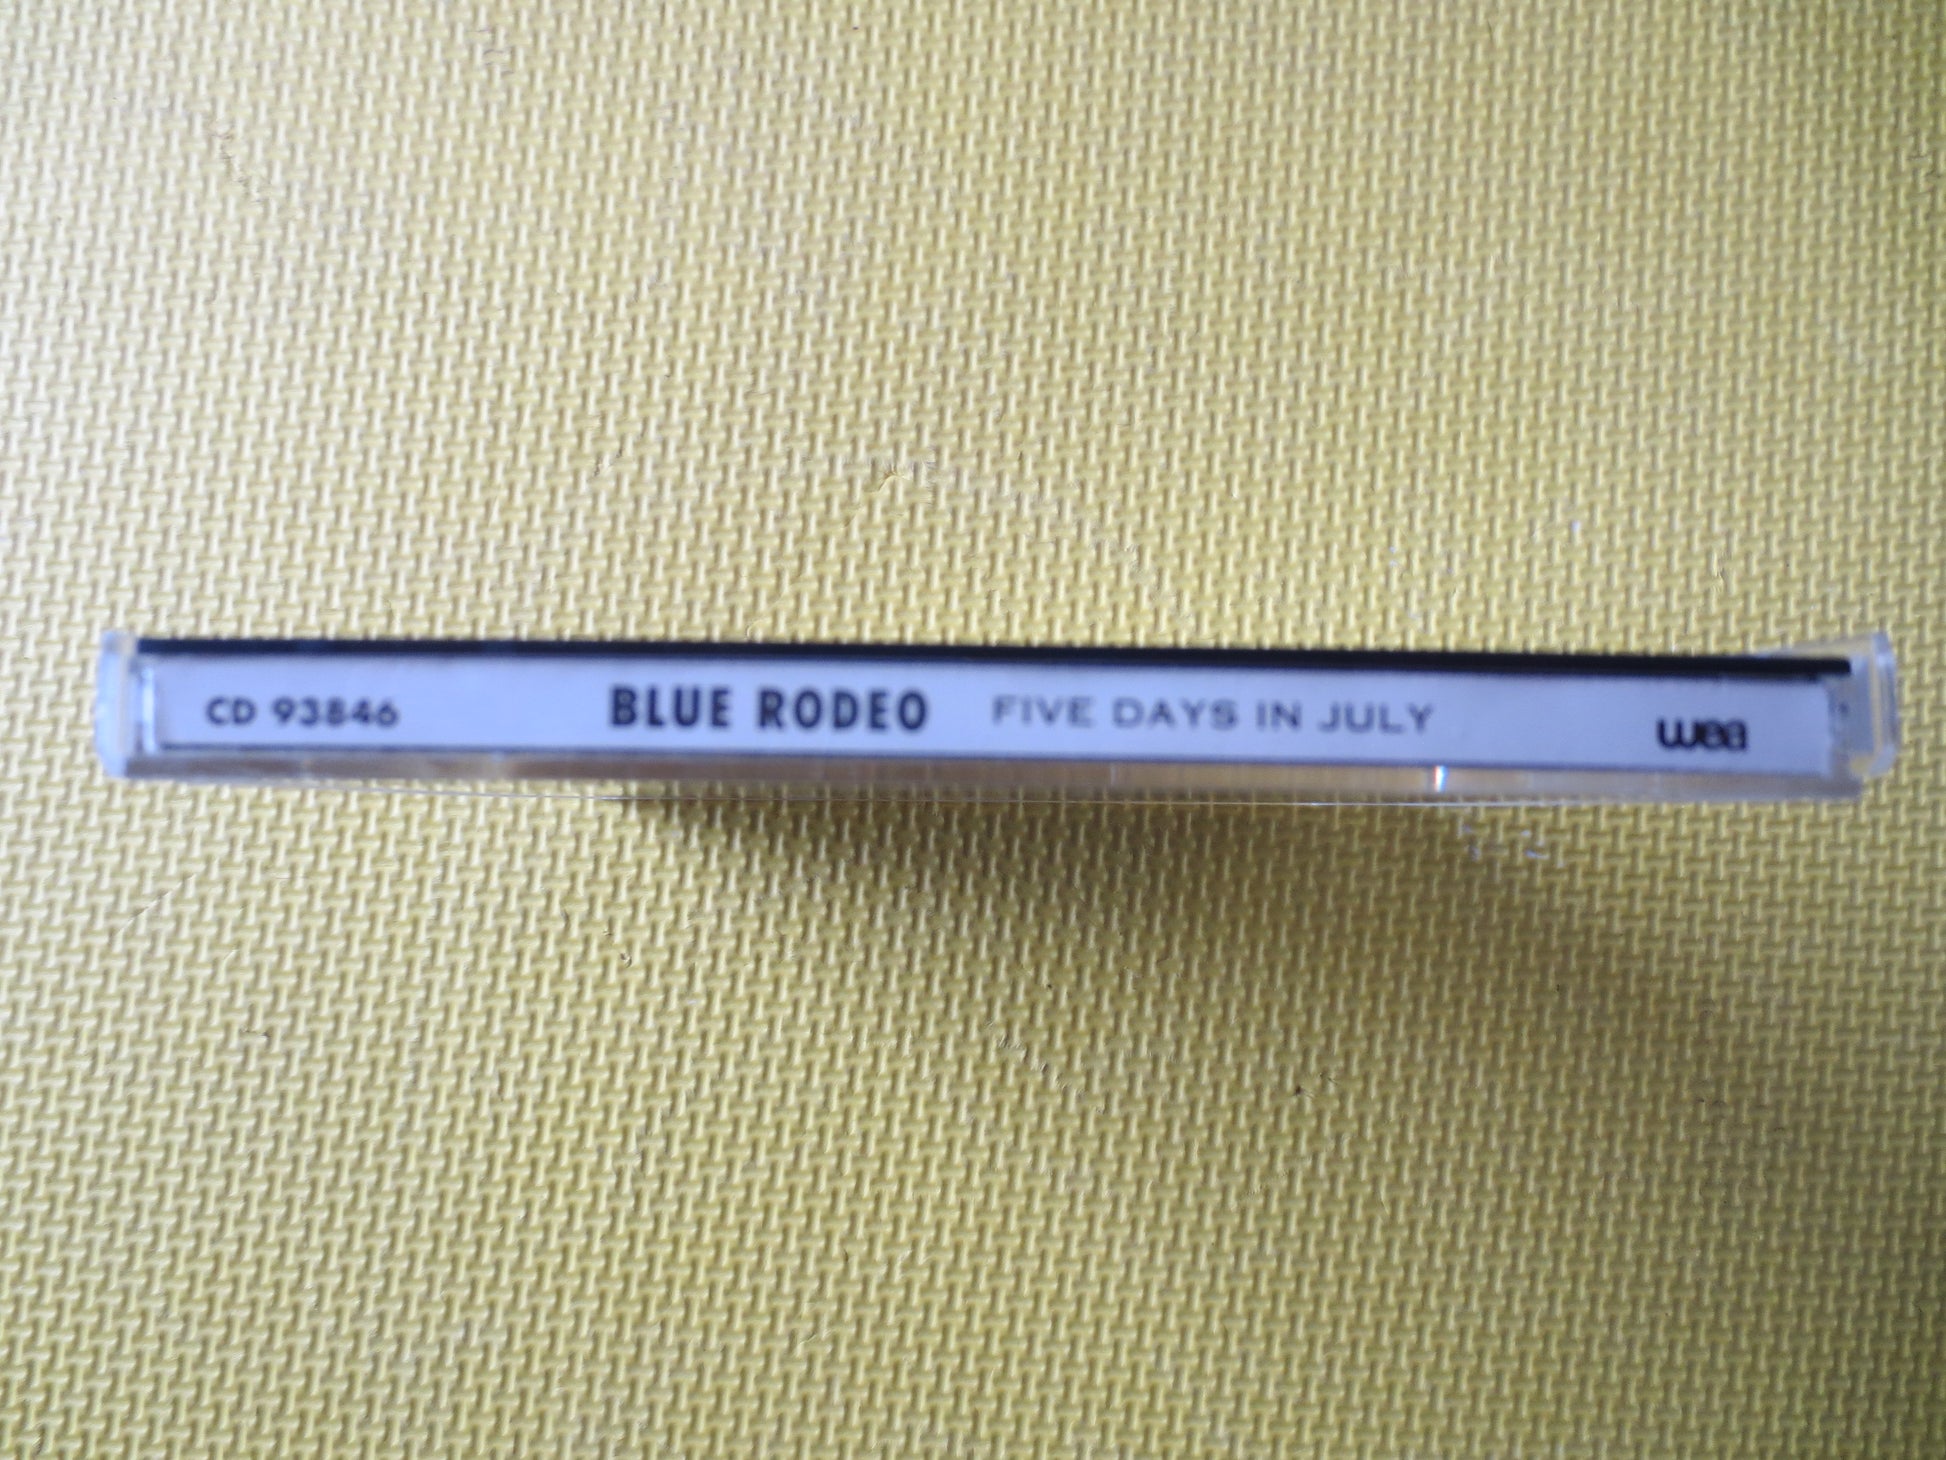 CD 93846 BLUE RODEO FIVE DAYS IN JULY wea